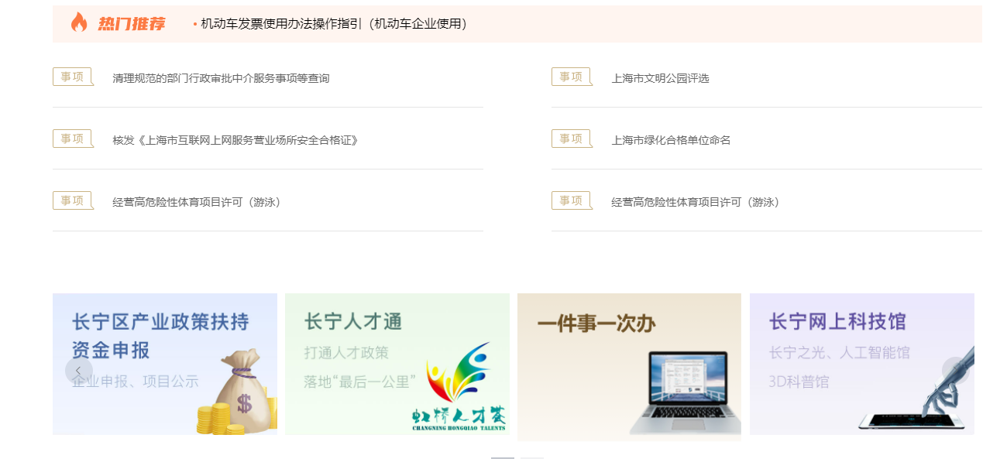 热门推荐
• 机动车发票使用办法操作指引（机动车企业使用）
事项 清理规范的部门行政审批中介服务事项等查询
事项 上海市文明公园评选
事项 核发《上海市互联网上网服务营业场所安全合格证》
事项 上海市绿化合格单位命名
事项 经营高危险性体育项目许可（游泳）
事项 经营高危险性体育项目许可（游泳）
长宁区产业政策扶持
资金申报
企业申报、项目公示
$
长宁人才通
打通人才政策
落地“最后一公里”
虹桥人才荟
CHANGNING HONGQIAO TALENTS
一件事一次办
长宁网上科技馆
长宁之光、人工智能馆
3D科普馆